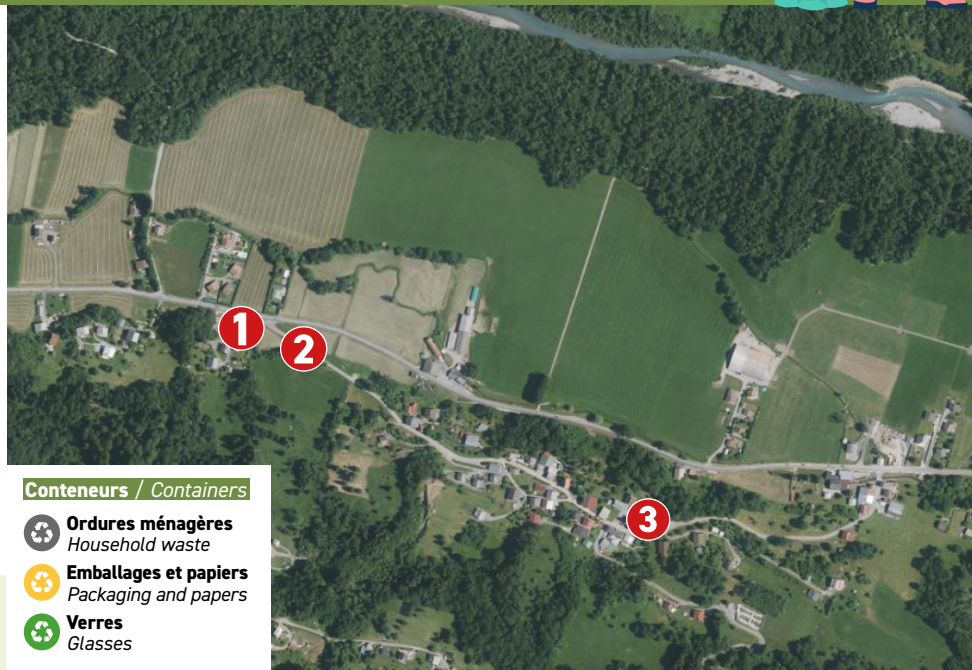 1
2
3
Conteneurs / Containers
Ordures ménagères
Household waste
Emballages et papiers
Packaging and papers
Verres
Glasses